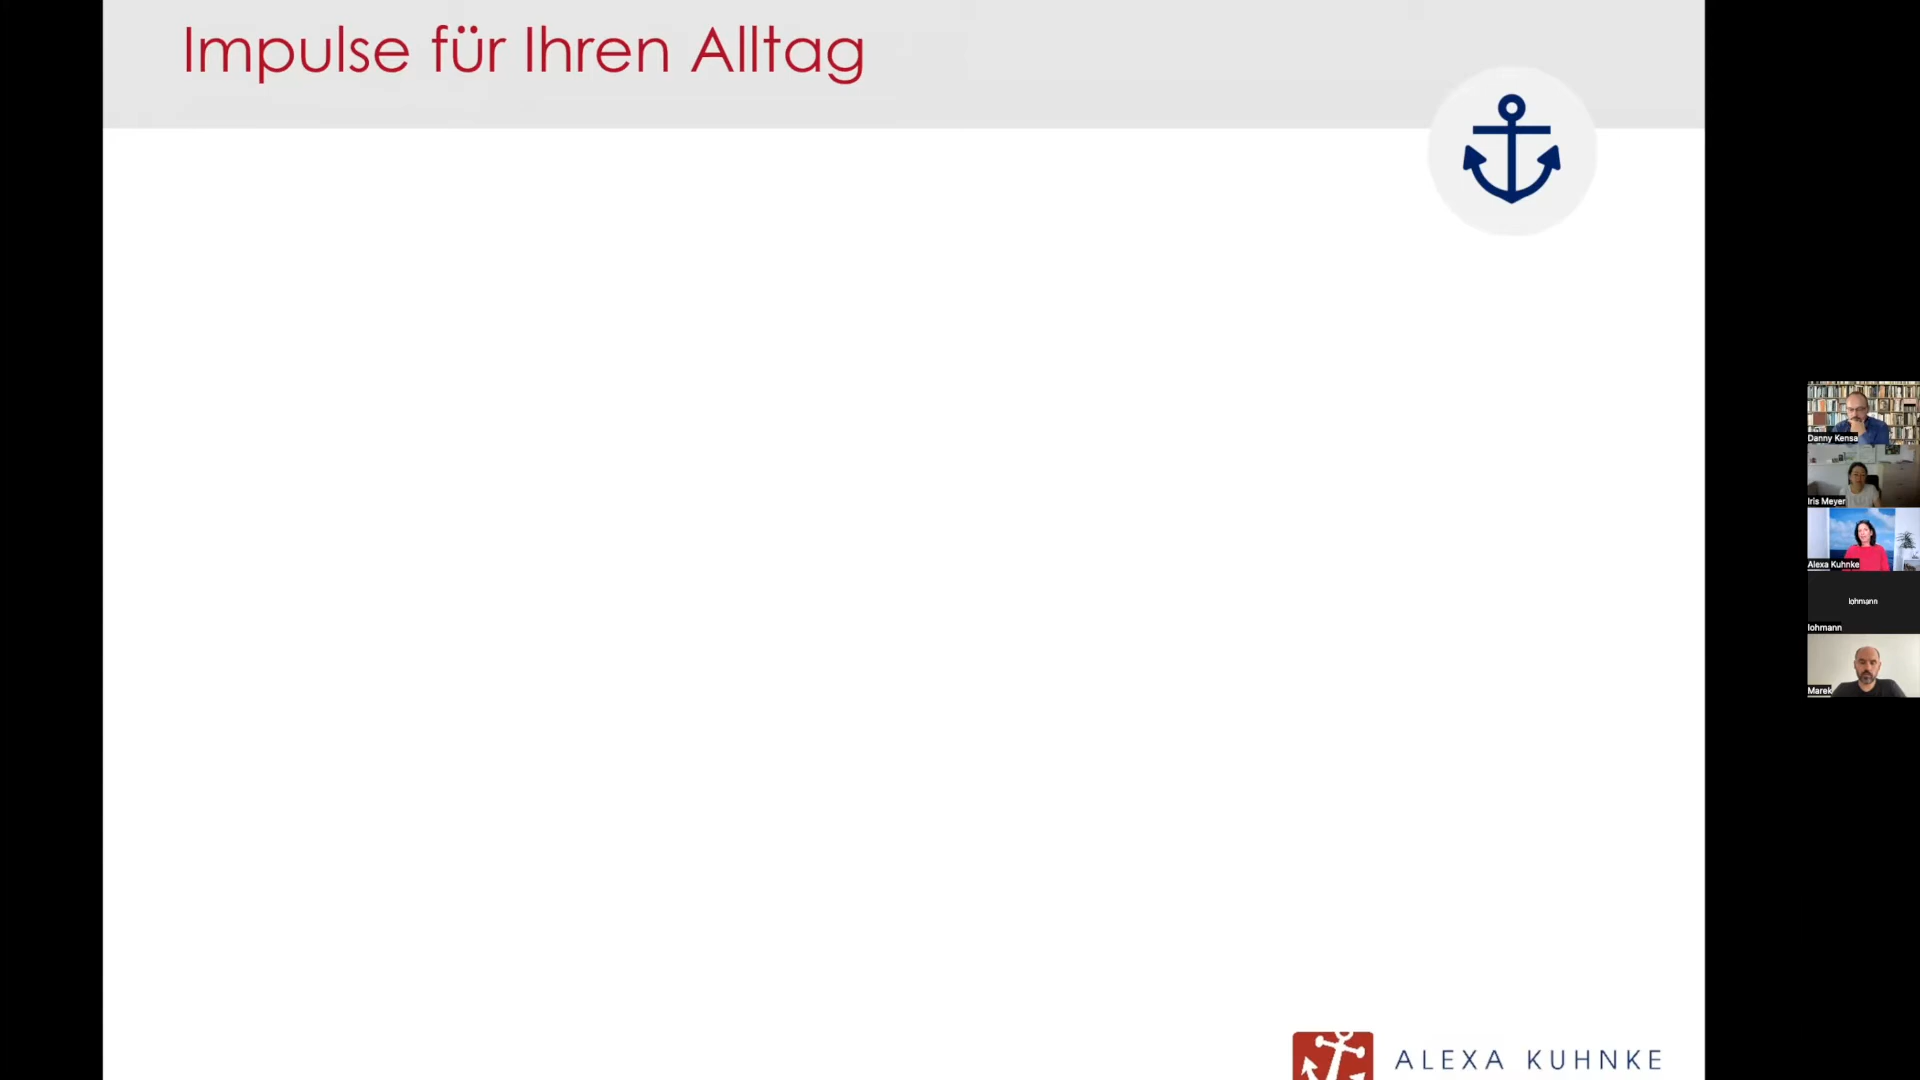 Impulse für Ihren Alltag
Danny Kensa
Iris Meyer
Alexa Kuhnke
lohmann
lohmann
Marek
ALEXA KUHNKE